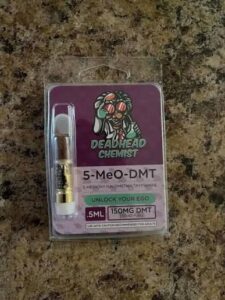 DEADHEAD
CHEMIST
5-MeO-DMT
UNLOCK YOUR EGO
.5ML
150MG DMT